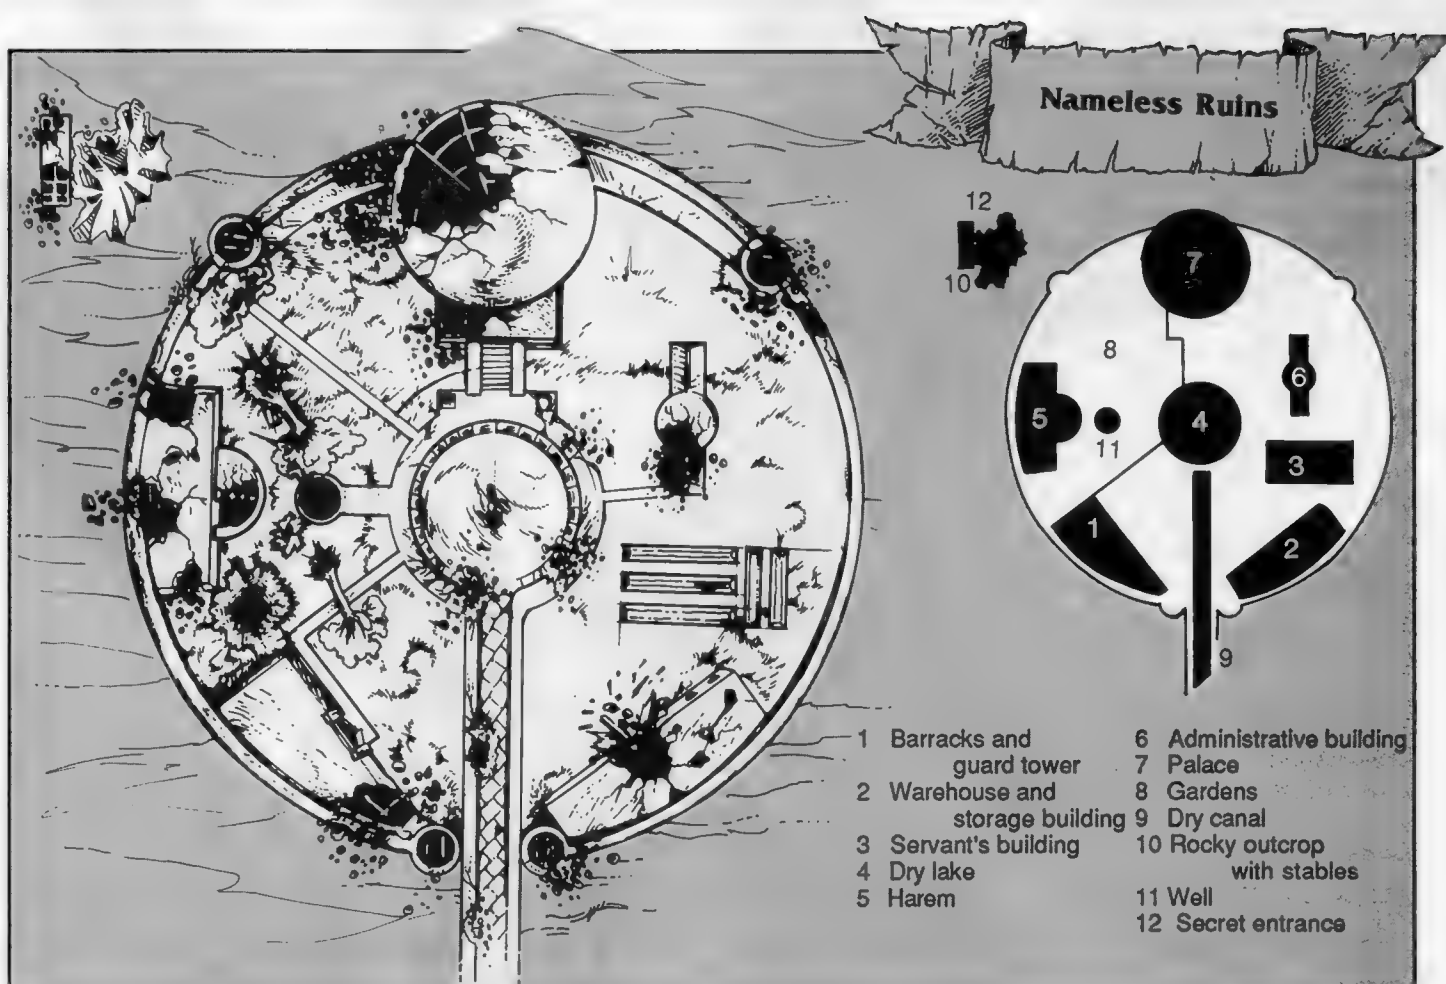 Nameless Ruins
12
10
7
8
6
5
11
4
3
1
2
9
1 Barracks and
guard tower
2 Warehouse and
storage building
3 Servant's building
4 Dry lake
5 Harem
6 Administrative building
7 Palace
8 Gardens
9 Dry canal
10 Rocky outcrop
with stables
11 Well
12 Secret entrance